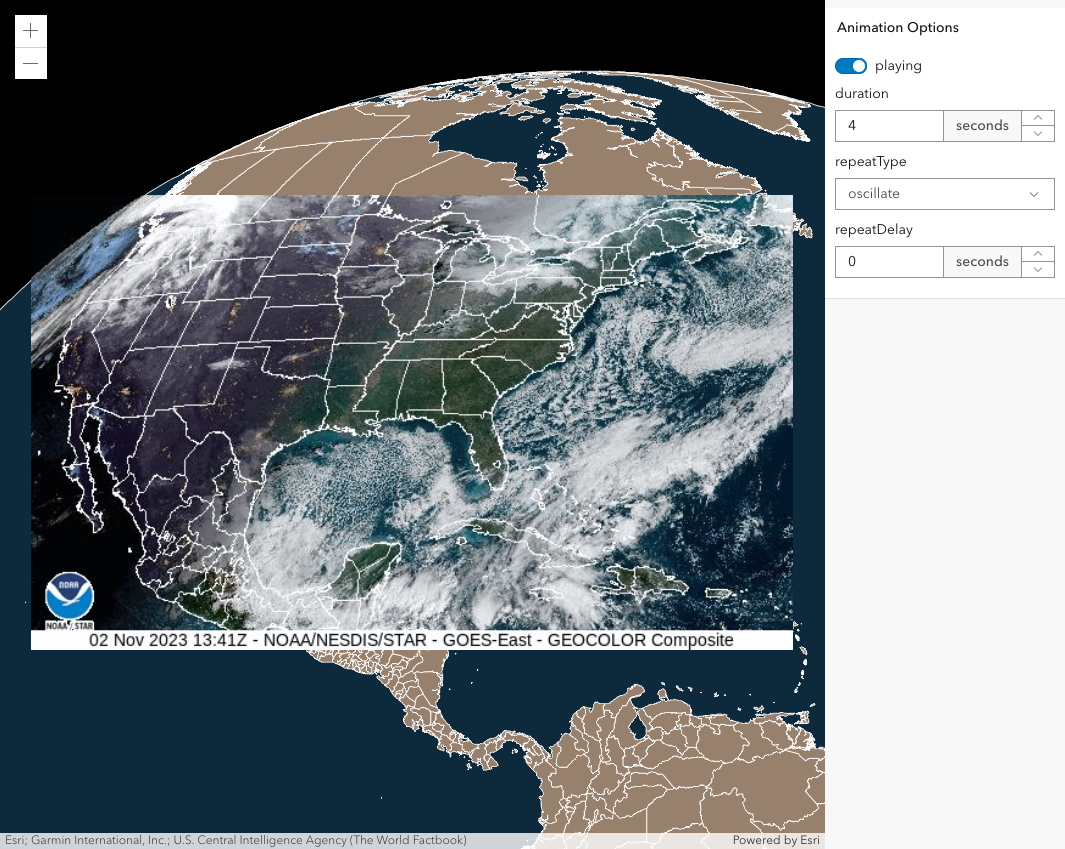 Animation Options
playing
duration
4 seconds
repeatType
oscillate
repeatDelay
0 seconds
NOAA
NOAA/STAR
02 Nov 2023 13:41Z - NOAA/NESDIS/STAR - GOES-East - GEOCOLOR Composite
Esri; Garmin International, Inc.; U.S. Central Intelligence Agency (The World Factbook)
Powered by Esri